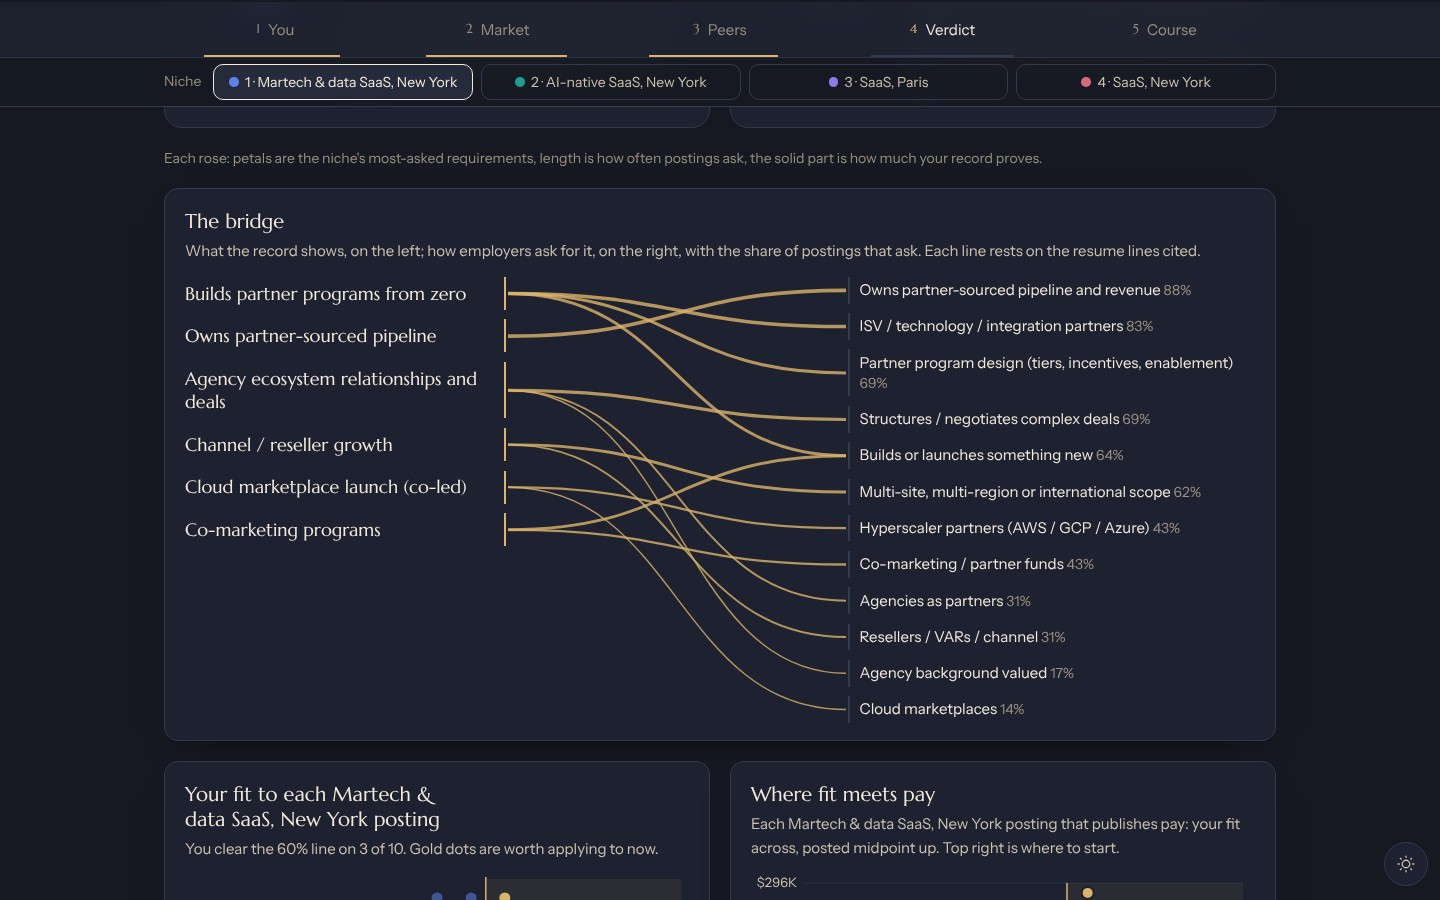 1 You
2 Market
3 Peers
4 Verdict
5 Course
Niche
1 · Martech & data SaaS, New York
2 · AI-native SaaS, New York
3 · SaaS, Paris
4 · SaaS, New York
Each rose: petals are the niche's most-asked requirements, length is how often postings ask, the solid part is how much your record proves.
The bridge
What the record shows, on the left; how employers ask for it, on the right, with the share of postings that ask. Each line rests on the resume lines cited.
Builds partner programs from zero
Owns partner-sourced pipeline
Agency ecosystem relationships and
deals
Channel / reseller growth
Cloud marketplace launch (co-led)
Co-marketing programs
Owns partner-sourced pipeline and revenue 88%
ISV / technology / integration partners 83%
Partner program design (tiers, incentives, enablement)
69%
Structures / negotiates complex deals 69%
Builds or launches something new 64%
Multi-site, multi-region or international scope 62%
Hyperscaler partners (AWS / GCP / Azure) 43%
Co-marketing / partner funds 43%
Agencies as partners 31%
Resellers / VARs / channel 31%
Agency background valued 17%
Cloud marketplaces 14%
Your fit to each Martech &
data SaaS, New York posting
You clear the 60% line on 3 of 10. Gold dots are worth applying to now.
Where fit meets pay
Each Martech & data SaaS, New York posting that publishes pay: your fit
across, posted midpoint up. Top right is where to start.
$296K